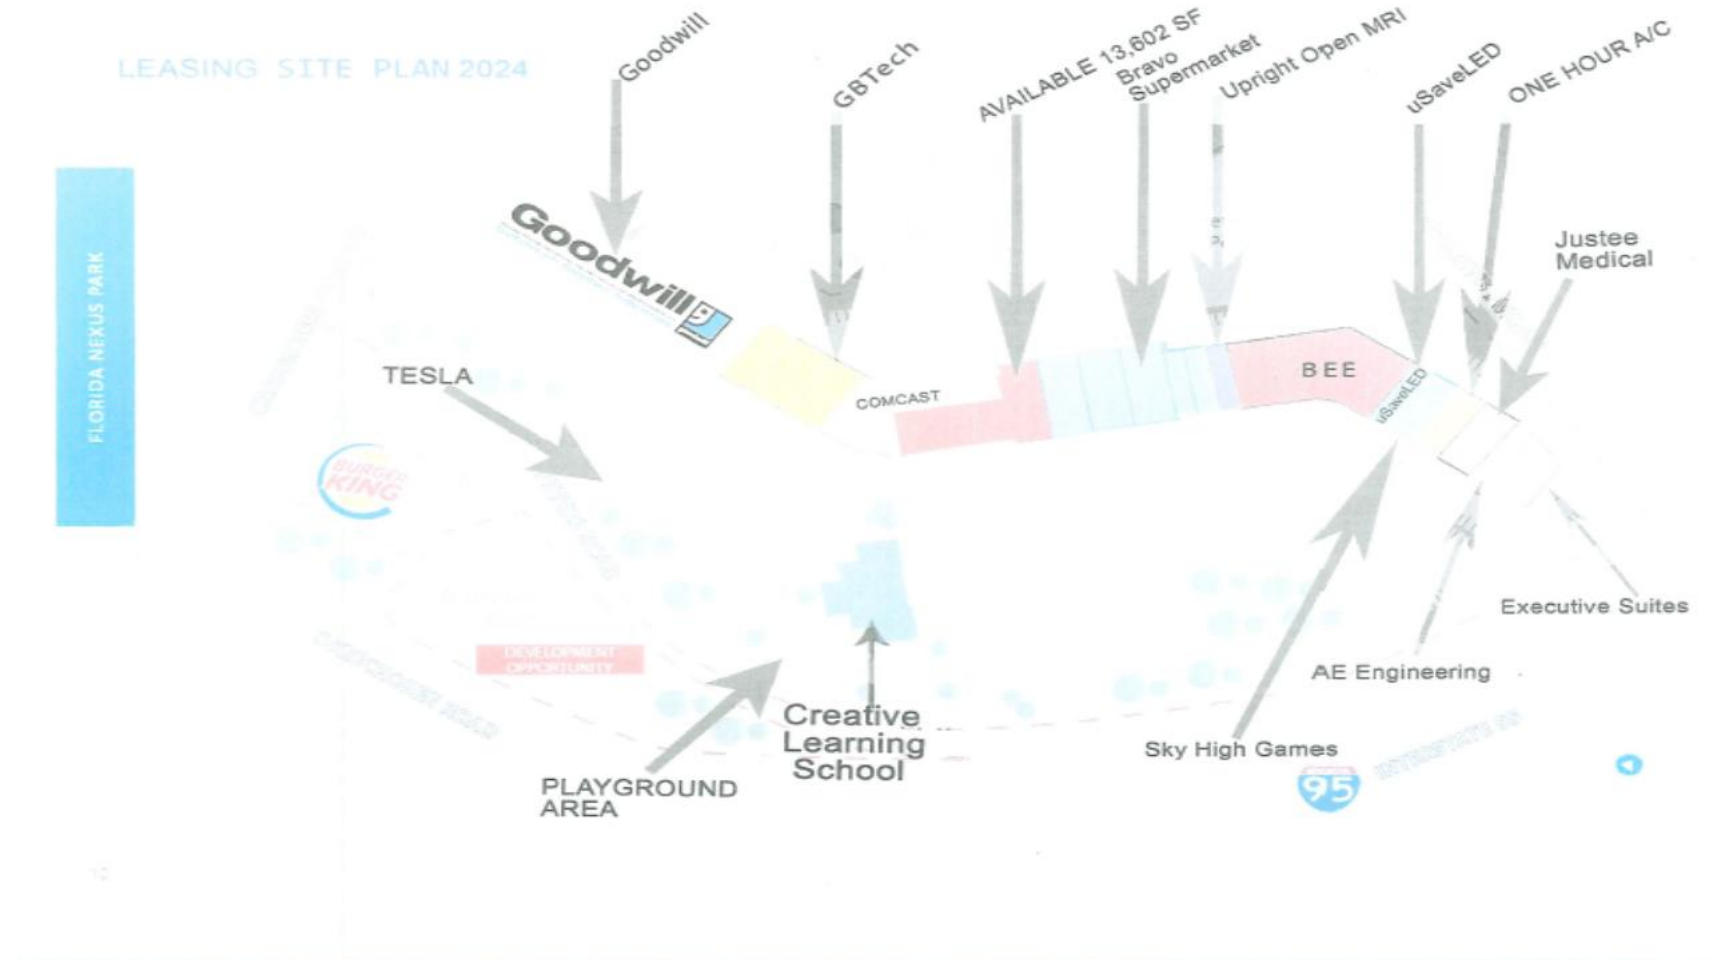 LEASING SITE PLAN 2024
FLORIDA NEXUS PARK
Goodwill
GBTech
AVAILABLE 13,602 SF
Bravo
Supermarket
Upright Open MRI
uSaveLED
ONE HOUR A/C
Justee
Medical
Goodwill
TESLA
COMCAST
BEE
uSaveLED
BURGER
KING
DEVELOPMENT
OPPORTUNITY
Executive Suites
AE Engineering
Sky High Games
Creative
Learning
School
PLAYGROUND
AREA
95
INTERSTATE 95